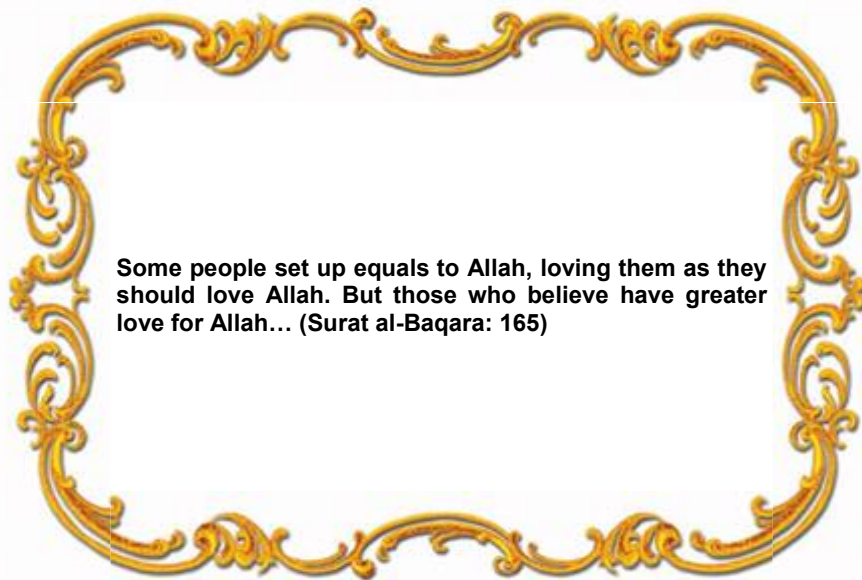 Some people set up equals to Allah, loving them as they
should love Allah. But those who believe have greater
love for Allah… (Surat al-Baqara: 165)